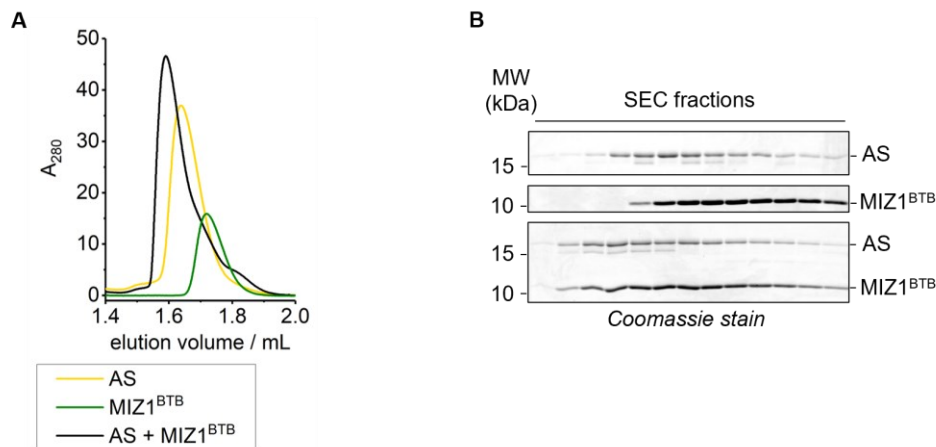 A
50
40
30
20
10
0
A280
1.4 1.6 1.8 2.0
elution volume / mL
AS
MIZ1BTB
AS + MIZ1BTB
B
MW
(kDa)
SEC fractions
15
AS
10
MIZ1BTB
15
AS
10
MIZ1BTB
Coomassie stain